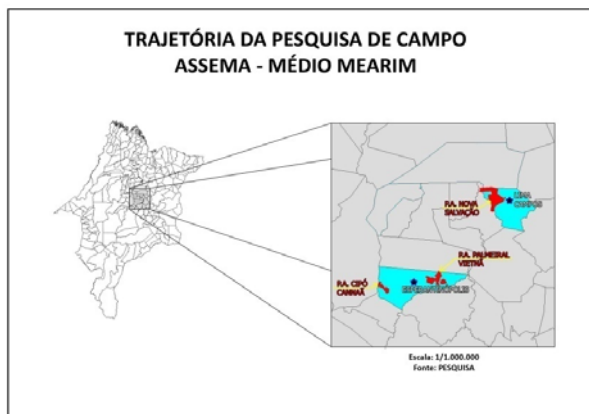 TRAJETÓRIA DA PESQUISA DE CAMPO
ASSEMA - MÉDIO MEARIM
LIMA
CAMPOS
P.A. NOVA
SALVAÇÃO
P.A. PALMEIRAL
VIETNÃ
P.A. CIPÓ
CANNAÃ
ESPERANTINÓPOLIS
Escala: 1/1.000.000
Fonte: PESQUISA